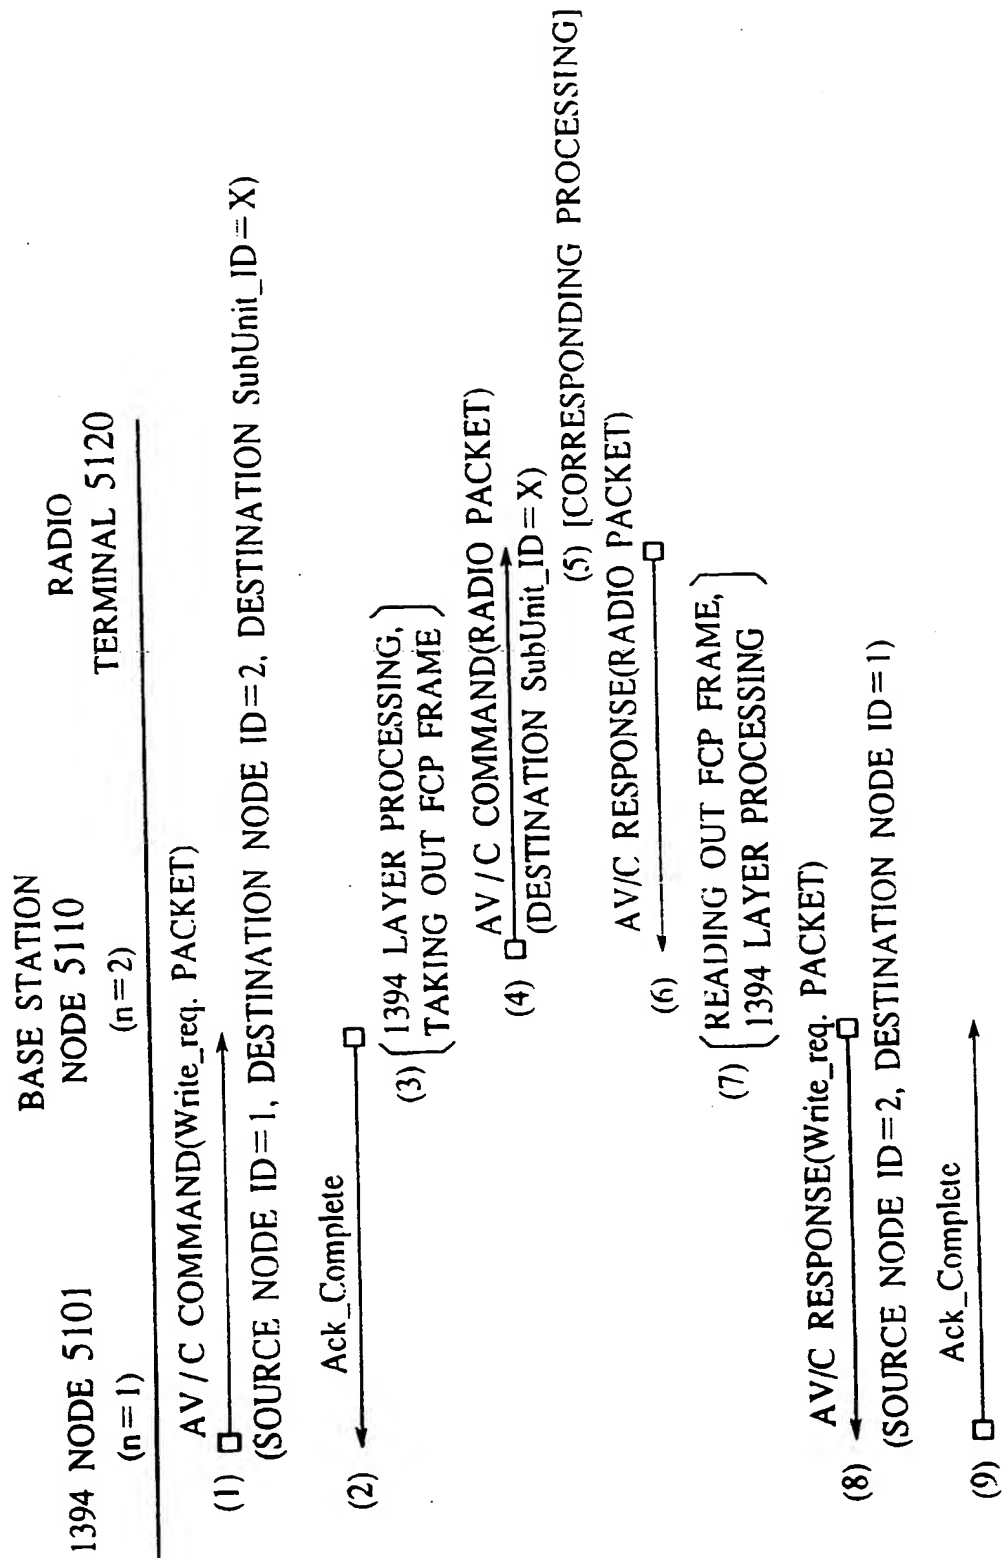 1394 NODE 5101
(n=1)
BASE STATION
NODE 5110
(n=2)
RADIO
TERMINAL 5120
AV/C COMMAND(Write_req. PACKET)
(1)
(SOURCE NODE ID=1, DESTINATION NODE ID=2, DESTINATION SubUnit_ID=X)
Ack_Complete
(2)
(3) 1394 LAYER PROCESSING,
TAKING OUT FCP FRAME
AV/C COMMAND(RADIO PACKET)
(4)
(DESTINATION SubUnit_ID=X)
(5) [CORRESPONDING PROCESSING]
AV/C RESPONSE(RADIO PACKET)
(6)
(7) READING OUT FCP FRAME,
1394 LAYER PROCESSING
AV/C RESPONSE(Write_req. PACKET)
(8)
(SOURCE NODE ID=2, DESTINATION NODE ID=1)
Ack_Complete
(9)